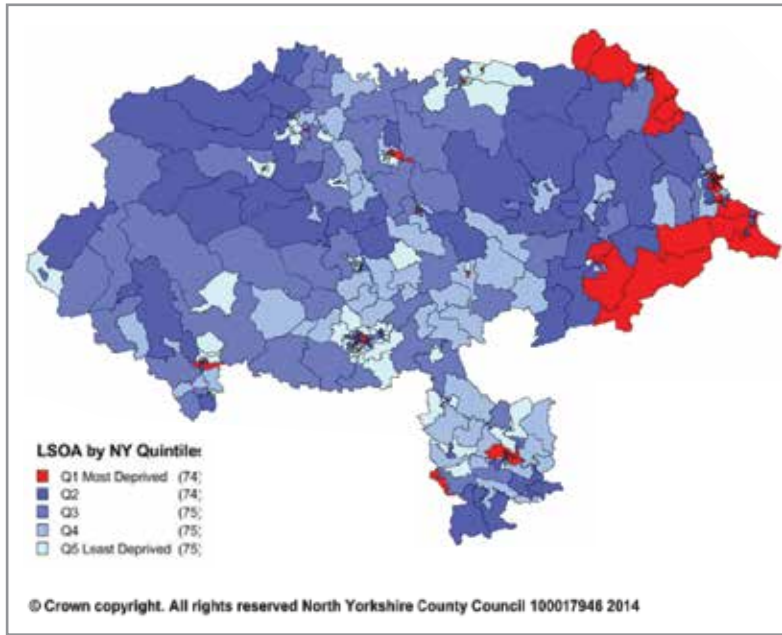 LSOA by NY Quintiles
Q1 Most Deprived (74)
Q2 (74)
Q3 (75)
Q4 (75)
Q5 Least Deprived (75)
© Crown copyright. All rights reserved North Yorkshire County Council 100017946 2014